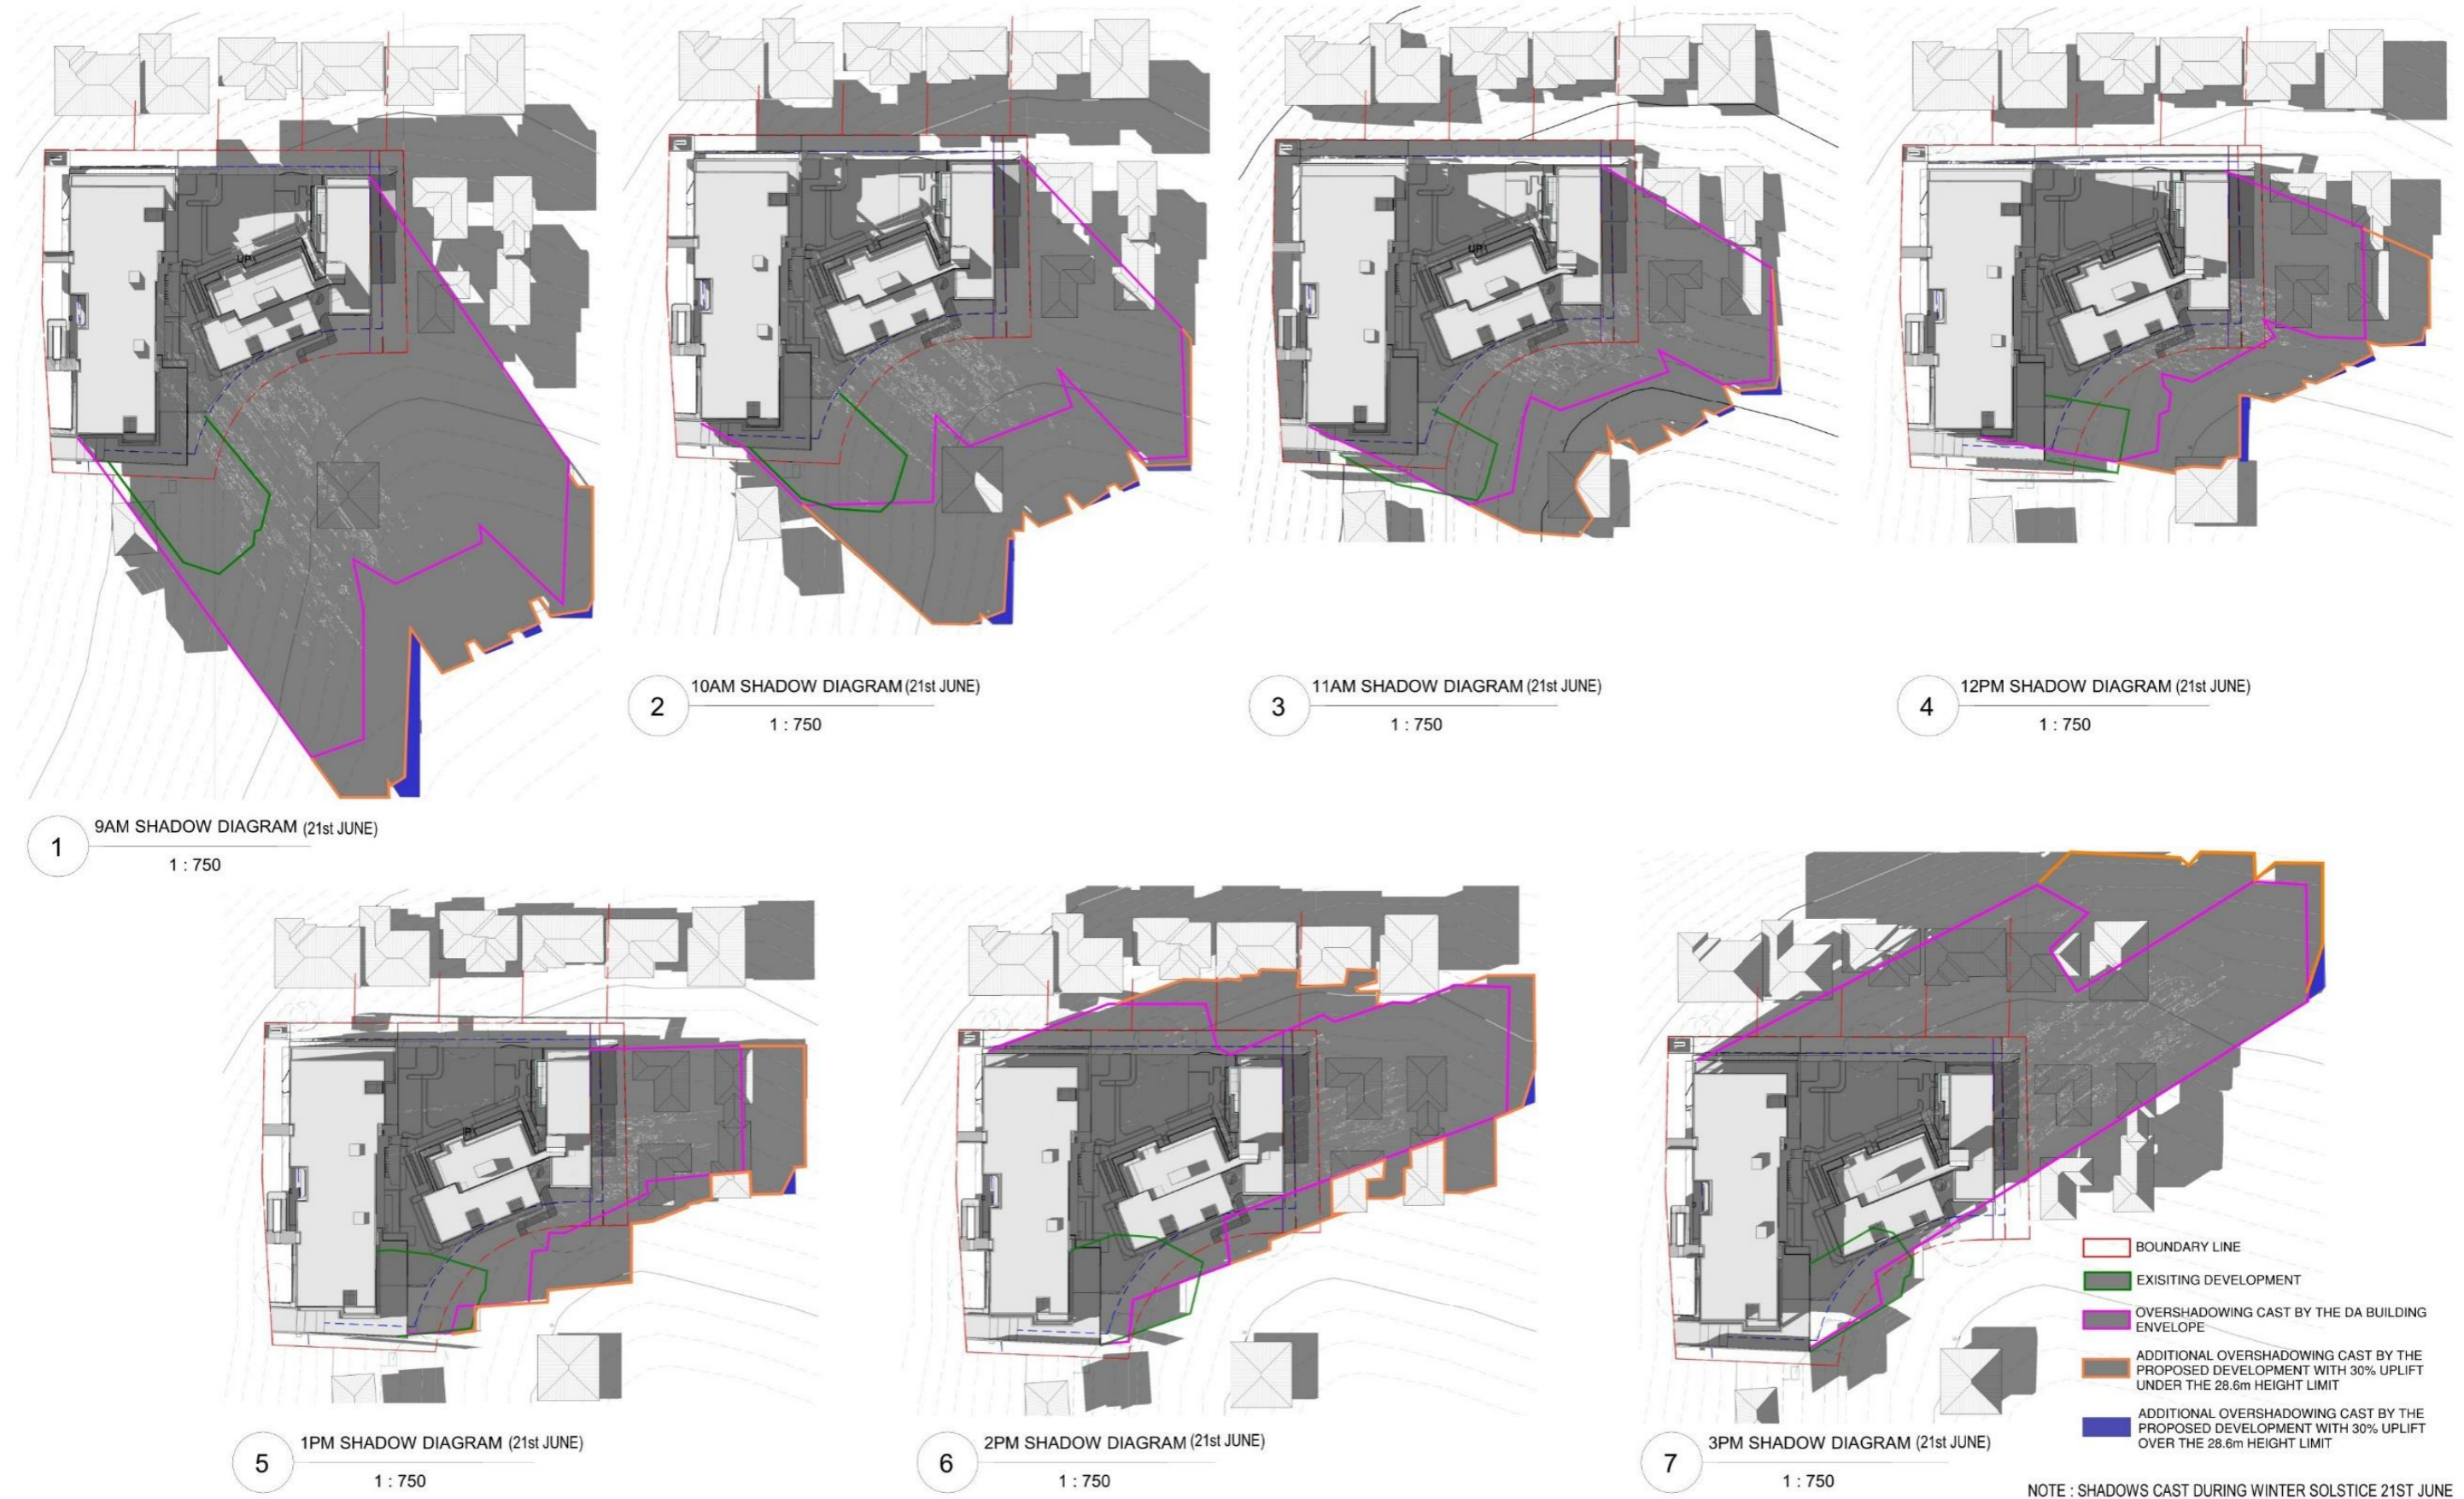 UP
1
9AM SHADOW DIAGRAM (21st JUNE)
1 : 750
2
10AM SHADOW DIAGRAM (21st JUNE)
1 : 750
UP
3
11AM SHADOW DIAGRAM (21st JUNE)
1 : 750
4
12PM SHADOW DIAGRAM (21st JUNE)
1 : 750
5
1PM SHADOW DIAGRAM (21st JUNE)
1 : 750
6
2PM SHADOW DIAGRAM (21st JUNE)
1 : 750
7
3PM SHADOW DIAGRAM (21st JUNE)
1 : 750
BOUNDARY LINE
EXISITING DEVELOPMENT
OVERSHADOWING CAST BY THE DA BUILDING
ENVELOPE
ADDITIONAL OVERSHADOWING CAST BY THE
PROPOSED DEVELOPMENT WITH 30% UPLIFT
UNDER THE 28.6m HEIGHT LIMIT
ADDITIONAL OVERSHADOWING CAST BY THE
PROPOSED DEVELOPMENT WITH 30% UPLIFT
OVER THE 28.6m HEIGHT LIMIT
NOTE : SHADOWS CAST DURING WINTER SOLSTICE 21ST JUNE